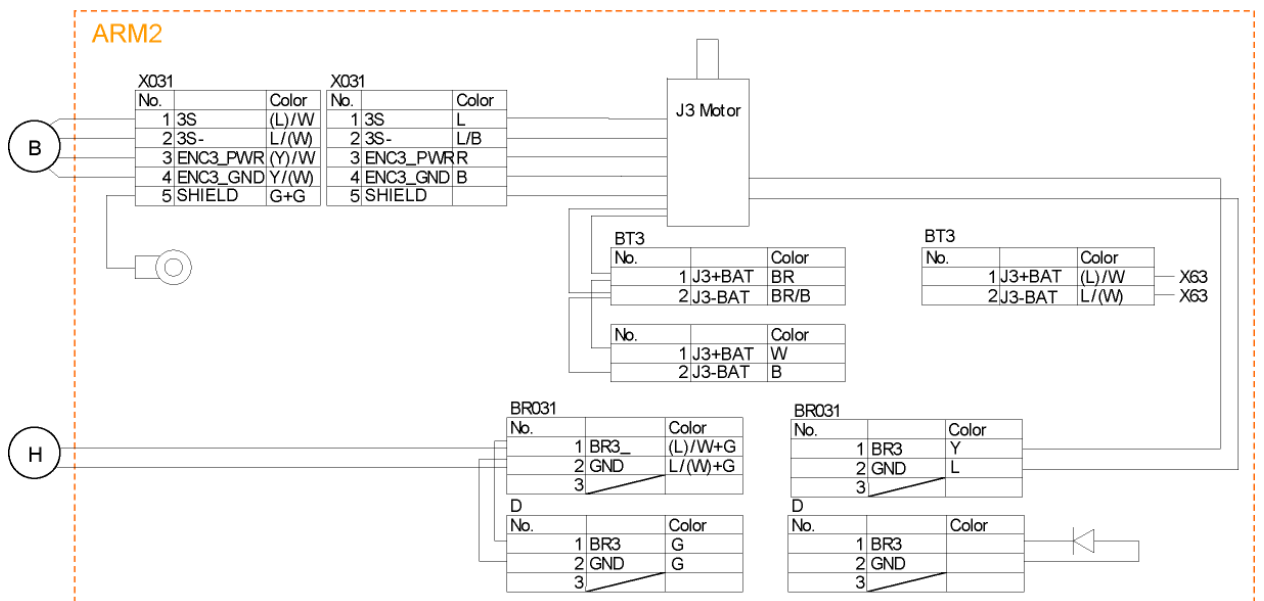 ARM2
X031 X031
No. Color No. Color
1 3S (L)/W 1 3S L
2 3S- L/(W) 2 3S- L/B
3 ENC3_PWR (Y)/W 3 ENC3_PWR R
4 ENC3_GND Y/(W) 4 ENC3_GND B
5 SHIELD G+G 5 SHIELD
J3 Motor
B
BT3
No. Color
1 J3+BAT BR
2 J3-BAT BR/B
No. Color
1 J3+BAT W
2 J3-BAT B
BT3
No. Color
1 J3+BAT (L)/W X63
2 J3-BAT L/(W) X63
H
BR031
No. Color
1 BR3_ (L)/W+G
2 GND L/(W)+G
3
D
No. Color
1 BR3 G
2 GND G
3
BR031
No. Color
1 BR3 Y
2 GND L
3
D
No. Color
1 BR3
2 GND
3